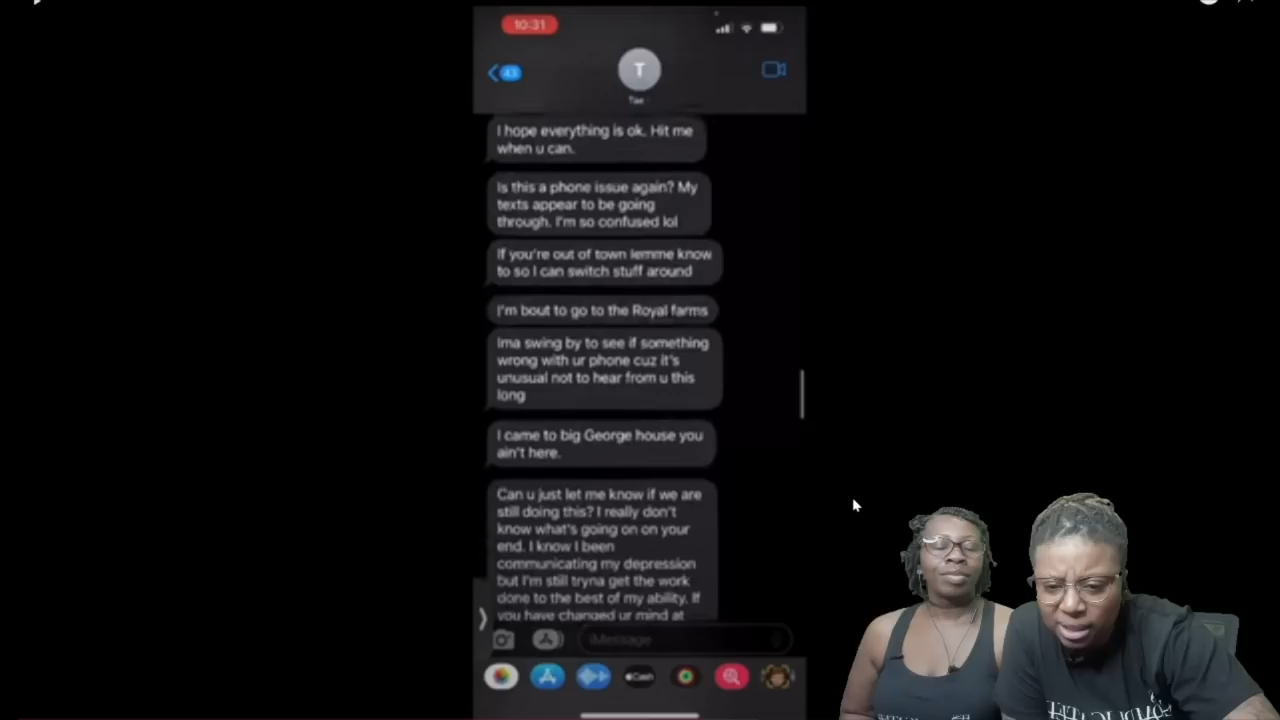 10:31
43
T
Tae
I hope everything is ok. Hit me
when u can.
Is this a phone issue again? My
texts appear to be going
through. I'm so confused lol
If you're out of town lemme know
to so I can switch stuff around
I'm bout to go to the Royal farms
Ima swing by to see if something
wrong with ur phone cuz it's
unusual not to hear from u this
long
I came to big George house you
ain't here.
Can u just let me know if we are
still doing this? I really don't
know what's going on on your
end. I know I been
communicating my depression
but I'm still tryna get the work
done to the best of my ability. If
you have changed ur mind at
iMessage
Cash